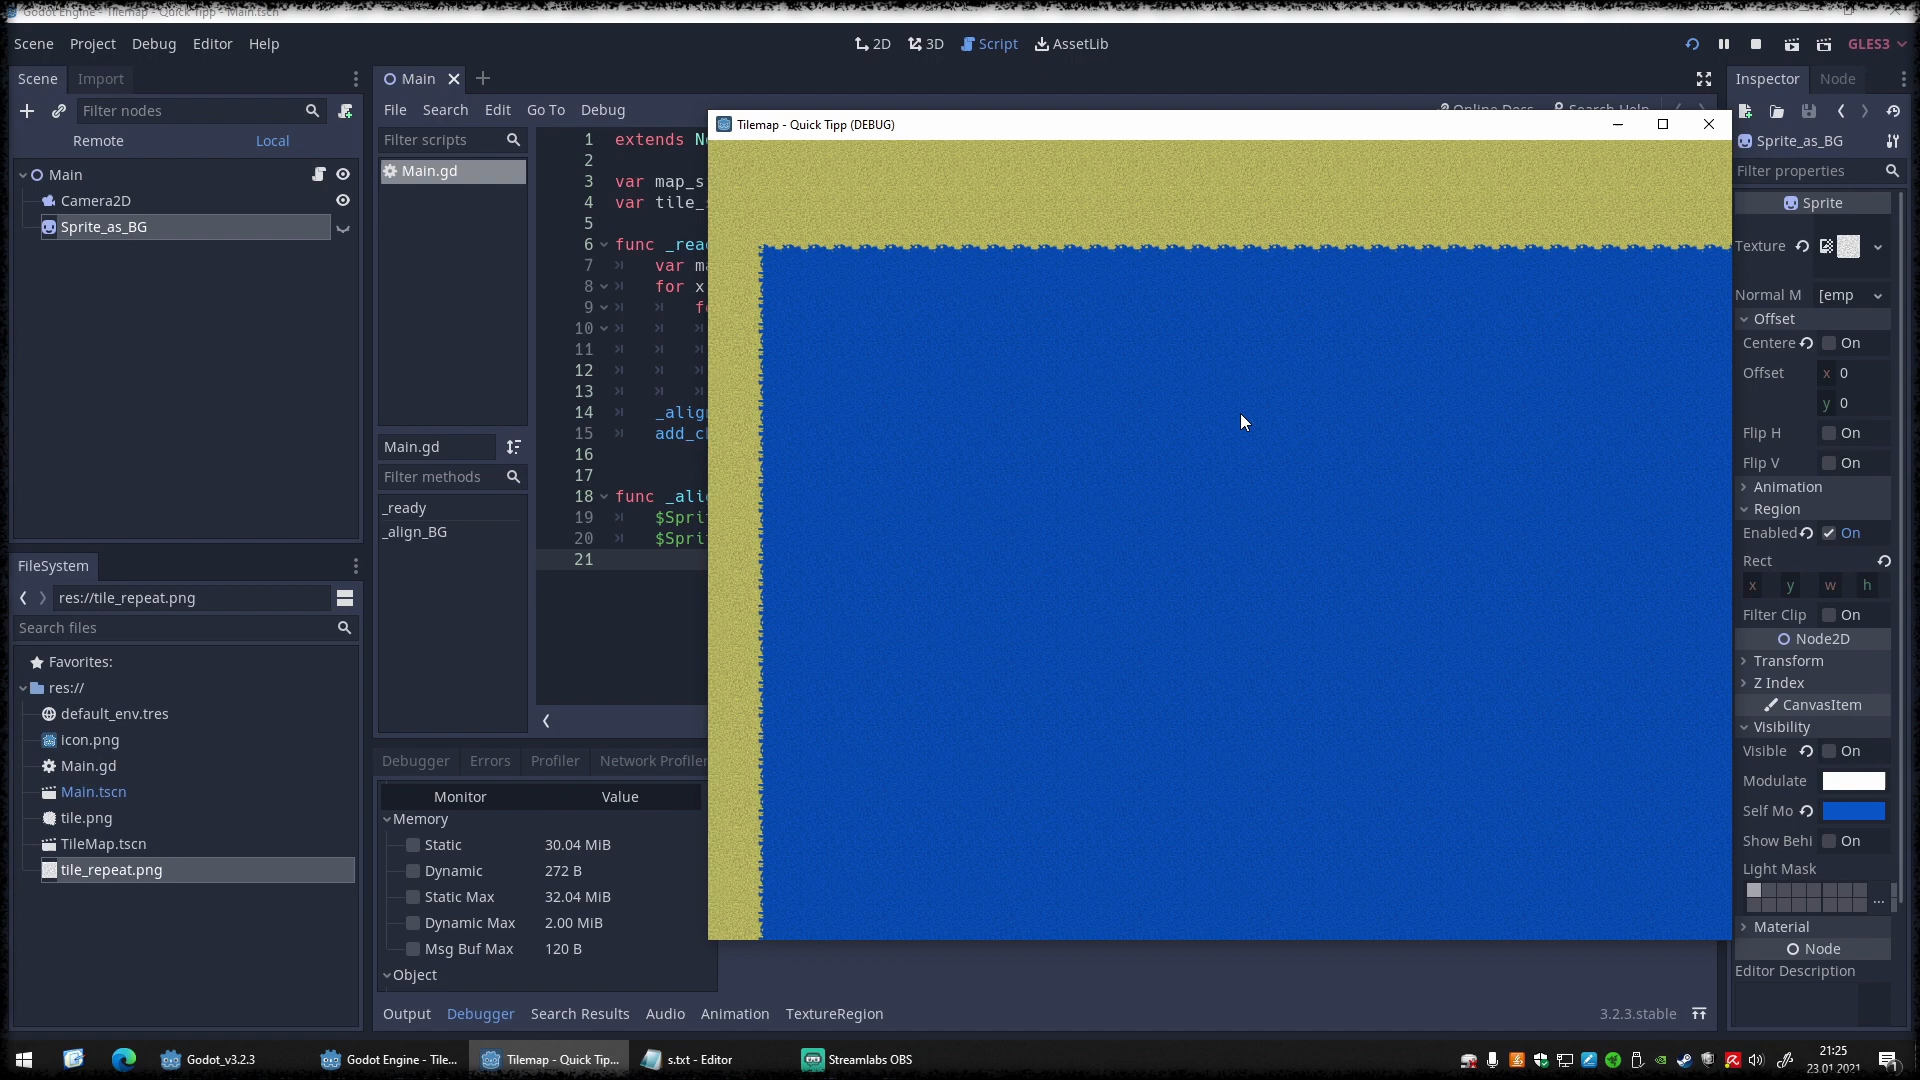 Godot Engine - Tilemap - Quick Tipp - Main.tscn
Scene Project Debug Editor Help
2D 3D Script AssetLib
GLES3
Scene Import
Filter nodes
Remote Local
Main
Camera2D
Sprite_as_BG
FileSystem
res://tile_repeat.png
Search files
Favorites:
res://
default_env.tres
icon.png
Main.gd
Main.tscn
tile.png
TileMap.tscn
tile_repeat.png
Main
File Search Edit Go To Debug
Online Docs Search Help
Filter scripts
Main.gd
Main.gd
Filter methods
_ready
_align_BG
1 extends N
2
3 var map_s
4 var tile_
5
6 func _rea
7 var m
8 for x
9 f
10
11
12
13
14 _alig
15 add_c
16
17
18 func _ali
19 $Spri
20 $Spri
21
Tilemap - Quick Tipp (DEBUG)
Debugger Errors Profiler Network Profiler
Monitor Value
Memory
Static 30.04 MiB
Dynamic 272 B
Static Max 32.04 MiB
Dynamic Max 2.00 MiB
Msg Buf Max 120 B
Object
Output Debugger Search Results Audio Animation TextureRegion
3.2.3.stable
Inspector Node
Sprite_as_BG
Filter properties
Sprite
Texture
Normal M [emp
Offset
Centere On
Offset x 0
y 0
Flip H On
Flip V On
Animation
Region
Enabled On
Rect
x y w h
Filter Clip On
Node2D
Transform
Z Index
CanvasItem
Visibility
Visible On
Modulate
Self Mo
Show Behi On
Light Mask
...
Material
Node
Editor Description
Godot_v3.2.3
Godot Engine - Tile...
Tilemap - Quick Tip...
s.txt - Editor
Streamlabs OBS
21:25
23.01.2021
1